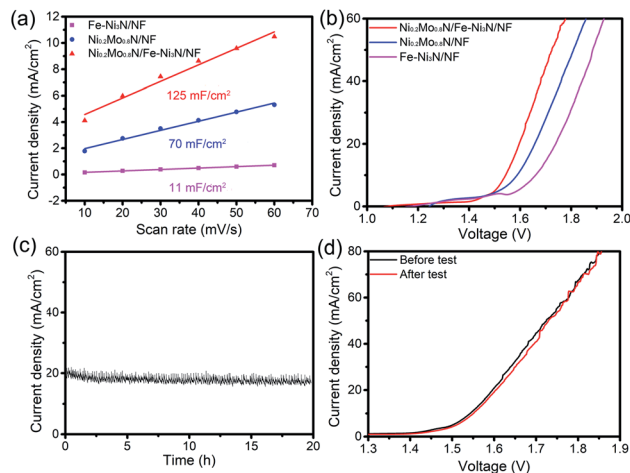 (a)
Fe-Ni₃N/NF
Ni₀.₂Mo₀.₈N/NF
Ni₀.₂Mo₀.₈N/Fe-Ni₃N/NF
125 mF/cm²
70 mF/cm²
11 mF/cm²
Current density (mA/cm²)
12
10
8
6
4
2
0
-2
0 10 20 30 40 50 60 70
Scan rate (mV/s)
(b)
Ni₀.₂Mo₀.₈N/Fe-Ni₃N/NF
Ni₀.₂Mo₀.₈N/NF
Fe-Ni₃N/NF
Current density (mA/cm²)
60
40
20
0
1.0 1.2 1.4 1.6 1.8 2.0
Voltage (V)
(c)
Current density (mA/cm²)
60
40
20
0
0 5 10 15 20
Time (h)
(d)
Before test
After test
Current density (mA/cm²)
80
60
40
20
0
1.3 1.4 1.5 1.6 1.7 1.8 1.9
Voltage (V)